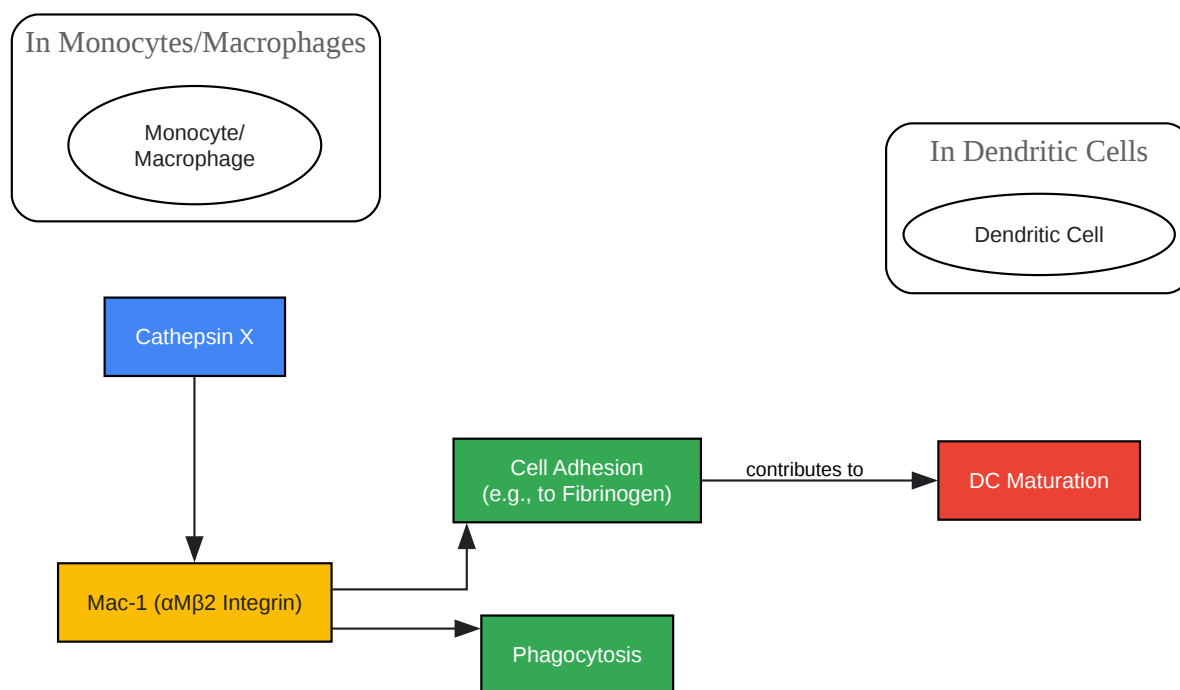 In Monocytes/Macrophages
Monocyte/
Macrophage
In Dendritic Cells
Dendritic Cell
Cathepsin X
Cell Adhesion
(e.g., to Fibrinogen)
contributes to
DC Maturation
Mac-1 (αMβ2 Integrin)
Phagocytosis